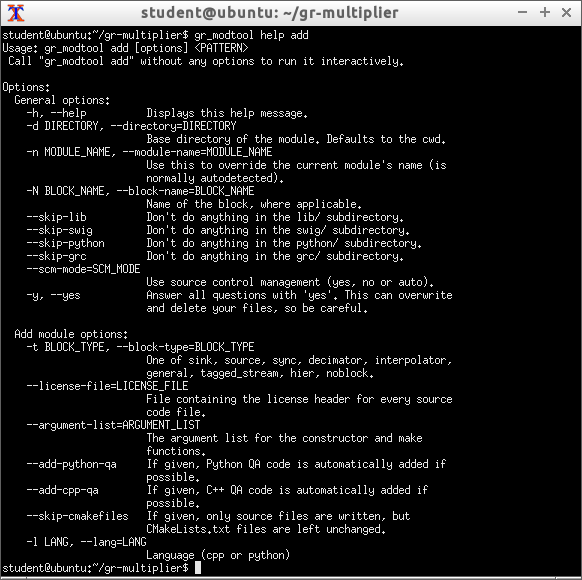 student@ubuntu: ~/gr-multiplier
student@ubuntu:~/gr-multiplier$ gr_modtool help add
Usage: gr_modtool add [options] <PATTERN>
 Call "gr_modtool add" without any options to run it interactively.
Options:
  General options:
    -h, --help          Displays this help message.
    -d DIRECTORY, --directory=DIRECTORY
                        Base directory of the module. Defaults to the cwd.
    -n MODULE_NAME, --module-name=MODULE_NAME
                        Use this to override the current module's name (is
                        normally autodetected).
    -N BLOCK_NAME, --block-name=BLOCK_NAME
                        Name of the block, where applicable.
    --skip-lib          Don't do anything in the lib/ subdirectory.
    --skip-swig         Don't do anything in the swig/ subdirectory.
    --skip-python       Don't do anything in the python/ subdirectory.
    --skip-grc          Don't do anything in the grc/ subdirectory.
    --scm-mode=SCM_MODE
                        Use source control management (yes, no or auto).
    -y, --yes           Answer all questions with 'yes'. This can overwrite
                        and delete your files, so be careful.
  Add module options:
    -t BLOCK_TYPE, --block-type=BLOCK_TYPE
                        One of sink, source, sync, decimator, interpolator,
                        general, tagged_stream, hier, noblock.
    --license-file=LICENSE_FILE
                        File containing the license header for every source
                        code file.
    --argument-list=ARGUMENT_LIST
                        The argument list for the constructor and make
                        functions.
    --add-python-qa     If given, Python QA code is automatically added if
                        possible.
    --add-cpp-qa        If given, C++ QA code is automatically added if
                        possible.
    --skip-cmakefiles   If given, only source files are written, but
                        CMakeLists.txt files are left unchanged.
    -l LANG, --lang=LANG
                        Language (cpp or python)
student@ubuntu:~/gr-multiplier$